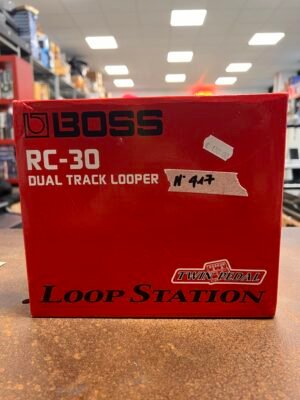 BOSS
RC-30
DUAL TRACK LOOPER
N° 417
TWIN PEDAL
LOOP STATION